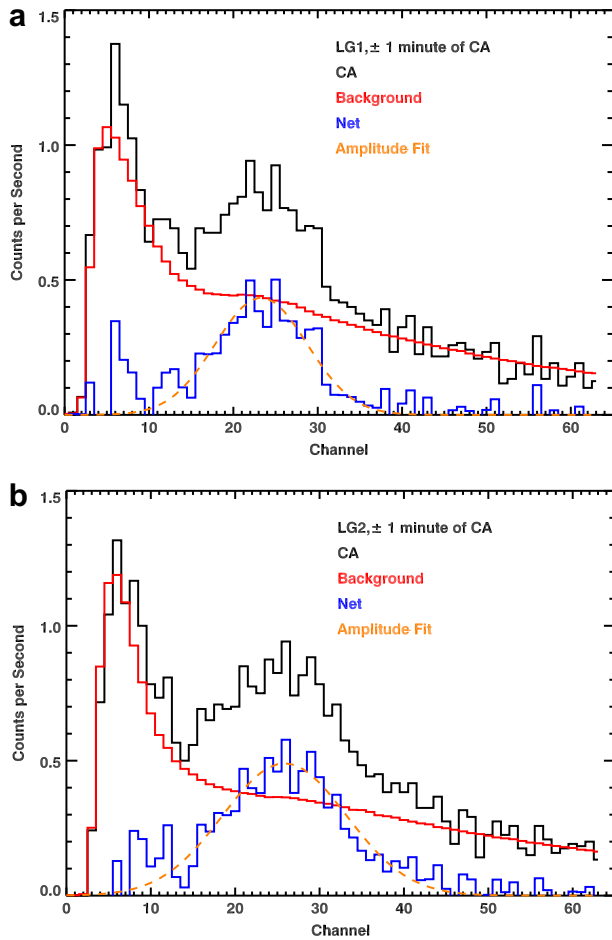 a
1.5
1.0
0.5
0.0
Counts per Second
LG1, ± 1 minute of CA
CA
Background
Net
Amplitude Fit
0 10 20 30 40 50 60
Channel
b
1.5
1.0
0.5
0.0
Counts per Second
LG2, ± 1 minute of CA
CA
Background
Net
Amplitude Fit
0 10 20 30 40 50 60
Channel